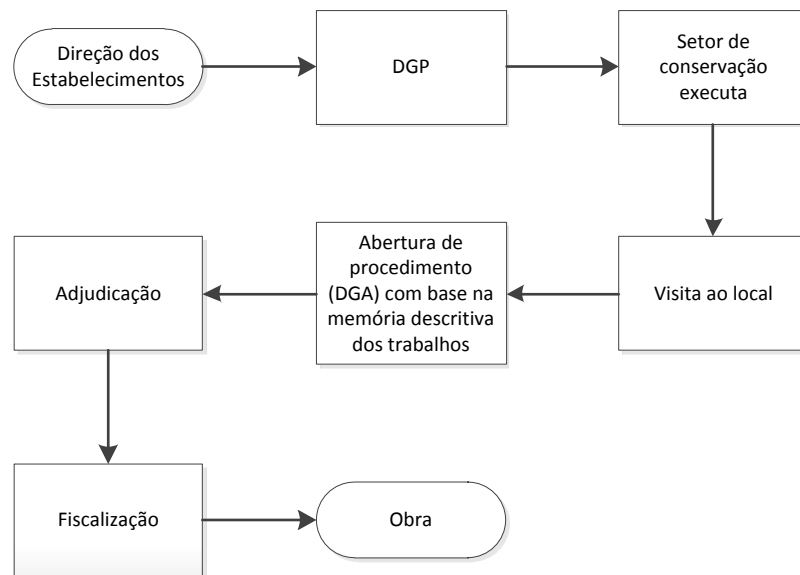 Direção dos
Estabelecimentos
DGP
Setor de
conservação
executa
Visita ao local
Abertura de
procedimento
(DGA) com base na
memória descritiva
dos trabalhos
Adjudicação
Fiscalização
Obra